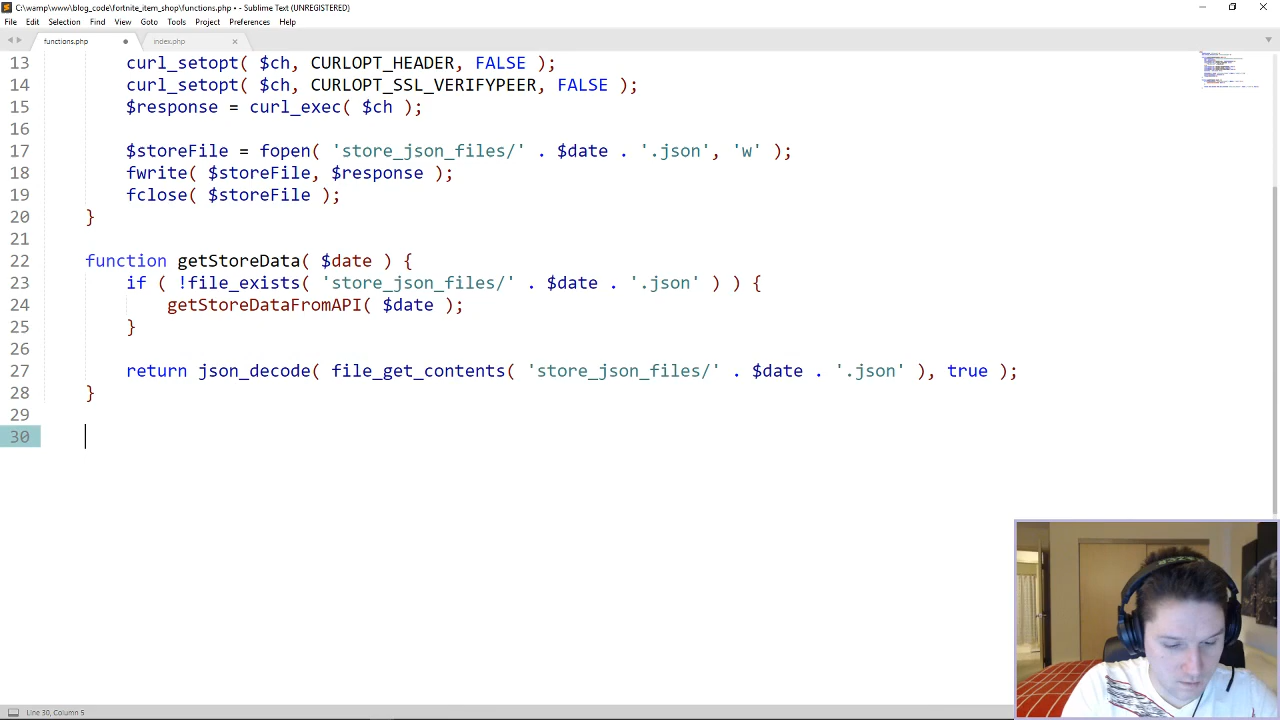 C:\wamp\www\blog_code\fortnite_item_shop\functions.php • - Sublime Text (UNREGISTERED)
File Edit Selection Find View Goto Tools Project Preferences Help
functions.php index.php
13 curl_setopt( $ch, CURLOPT_HEADER, FALSE );
14 curl_setopt( $ch, CURLOPT_SSL_VERIFYPEER, FALSE );
15 $response = curl_exec( $ch );
16
17 $storeFile = fopen( 'store_json_files/' . $date . '.json', 'w' );
18 fwrite( $storeFile, $response );
19 fclose( $storeFile );
20 }
21
22 function getStoreData( $date ) {
23 if ( !file_exists( 'store_json_files/' . $date . '.json' ) ) {
24 getStoreDataFromAPI( $date );
25 }
26
27 return json_decode( file_get_contents( 'store_json_files/' . $date . '.json' ), true );
28 }
29
30
Line 30, Column 5